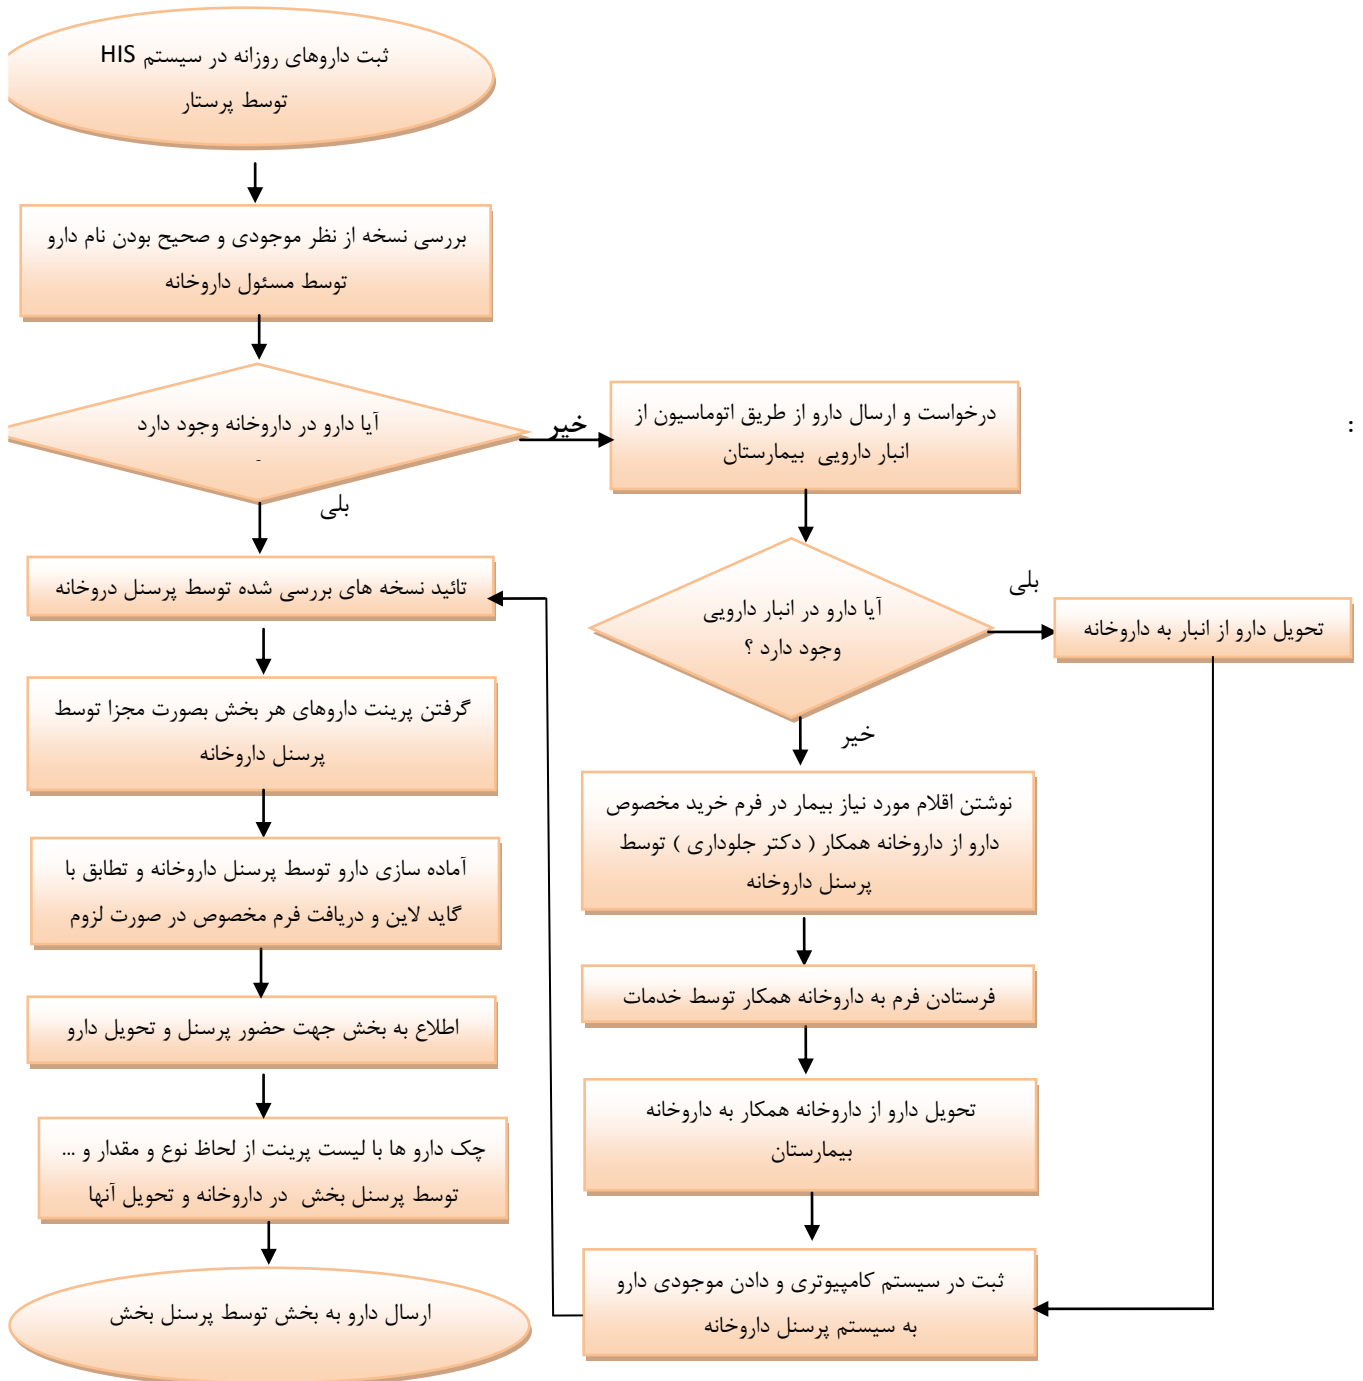 ثبت داروهای روزانه در سیستم HIS
توسط پرستار
بررسی نسخه از نظر موجودی و صحیح بودن نام دارو
توسط مسئول داروخانه
آیا دارو در داروخانه وجود دارد
خیر
درخواست و ارسال دارو از طریق اتوماسیون از
انبار دارویی بیمارستان
:
بلی
تائید نسخه های بررسی شده توسط پرسنل دروخانه
آیا دارو در انبار دارویی
وجود دارد ؟
بلی
تحویل دارو از انبار به داروخانه
خیر
گرفتن پرینت داروهای هر بخش بصورت مجزا توسط
پرسنل داروخانه
نوشتن اقلام مورد نیاز بیمار در فرم خرید مخصوص
دارو از داروخانه همکار ( دکتر جلوداری ) توسط
پرسنل داروخانه
آماده سازی دارو توسط پرسنل داروخانه و تطابق با
گاید لاین و دریافت فرم مخصوص در صورت لزوم
فرستادن فرم به داروخانه همکار توسط خدمات
اطلاع به بخش جهت حضور پرسنل و تحویل دارو
تحویل دارو از داروخانه همکار به داروخانه
بیمارستان
چک دارو ها با لیست پرینت از لحاظ نوع و مقدار و ...
توسط پرسنل بخش در داروخانه و تحویل آنها
ثبت در سیستم کامپیوتری و دادن موجودی دارو
به سیستم پرسنل داروخانه
ارسال دارو به بخش توسط پرسنل بخش